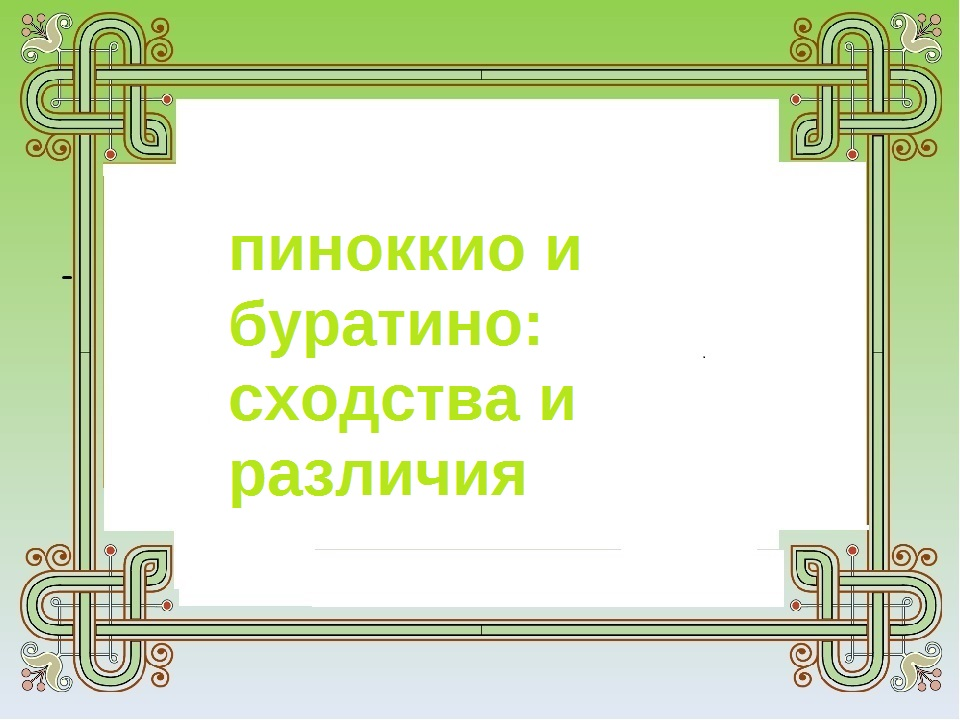 пиноккио и
буратино:
сходства и
различия